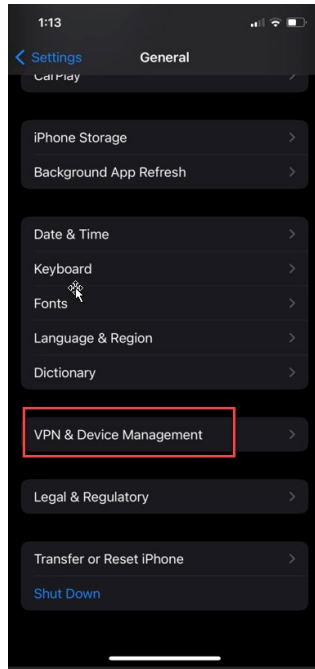 1:13
Settings
General
CarPlay
iPhone Storage
Background App Refresh
Date & Time
Keyboard
Fonts
Language & Region
Dictionary
VPN & Device Management
Legal & Regulatory
Transfer or Reset iPhone
Shut Down